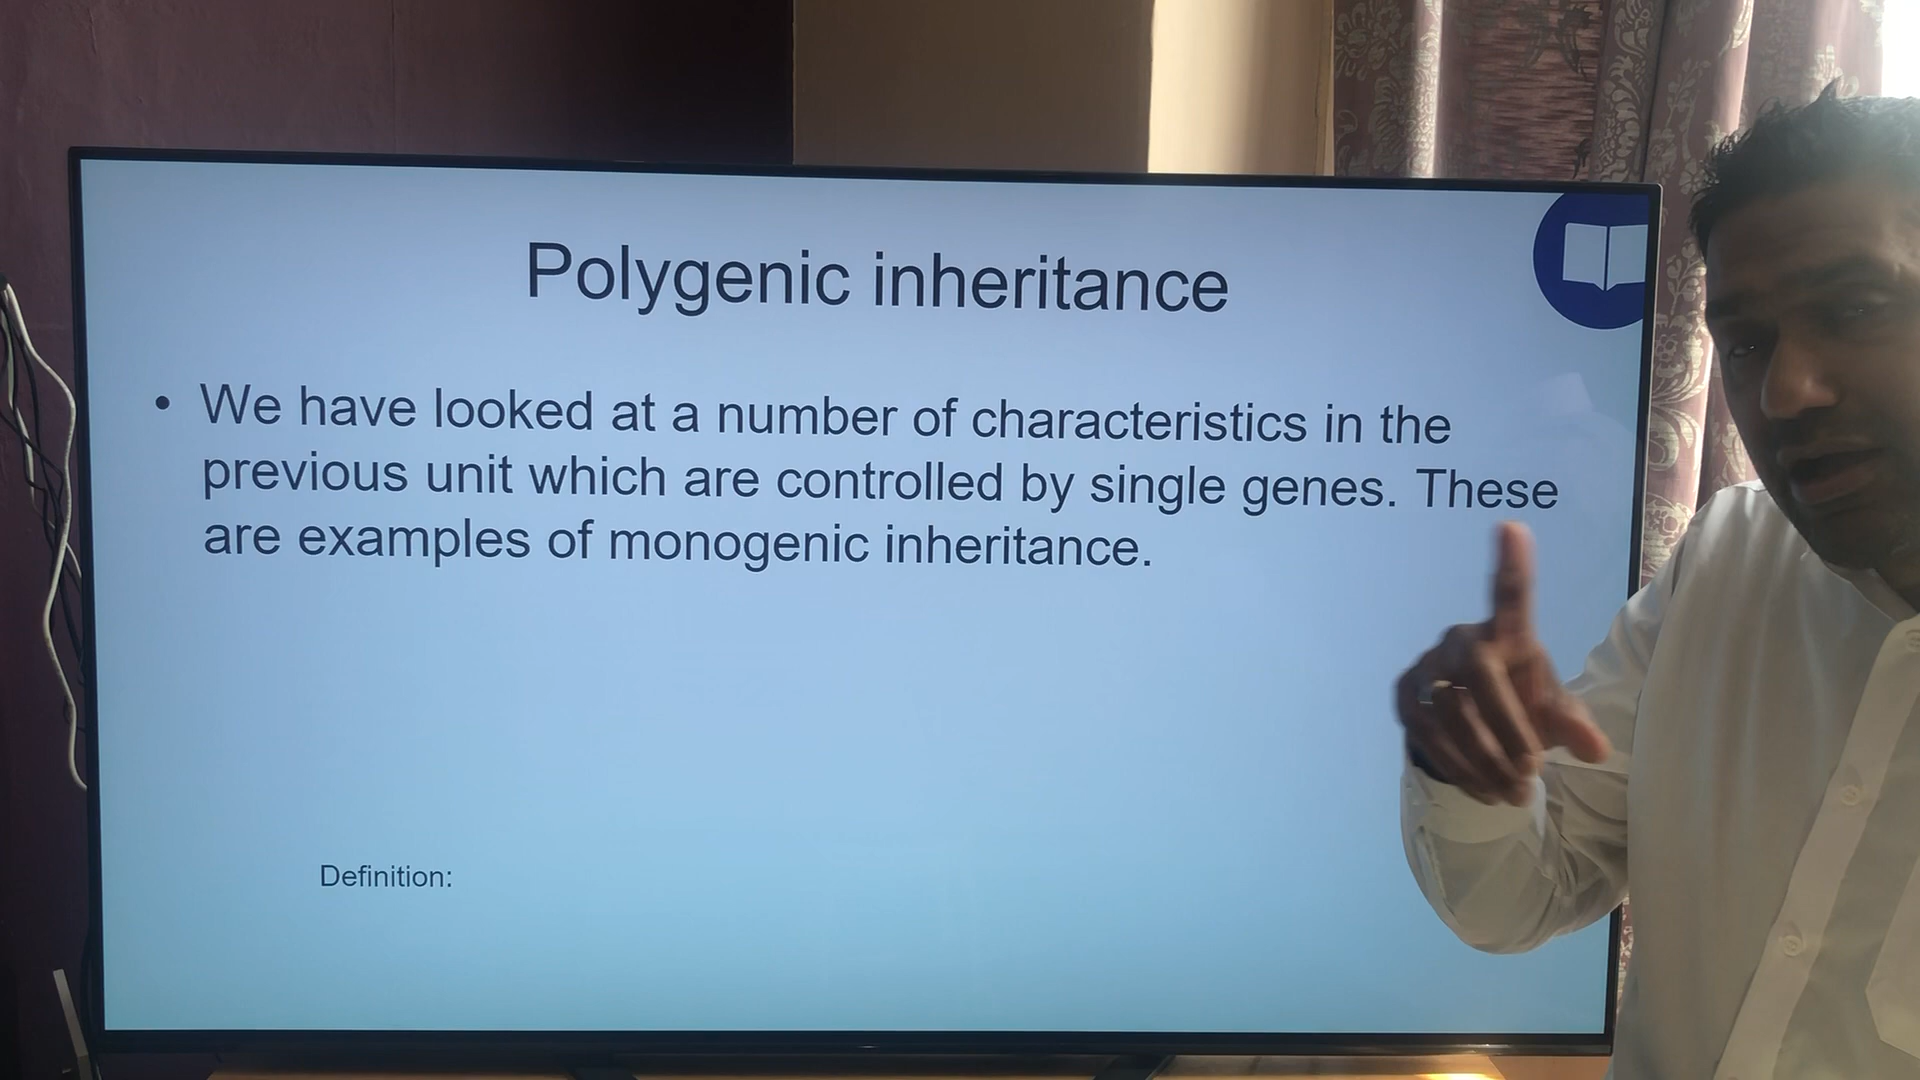 Polygenic inheritance
• We have looked at a number of characteristics in the
previous unit which are controlled by single genes. These
are examples of monogenic inheritance.
Definition: